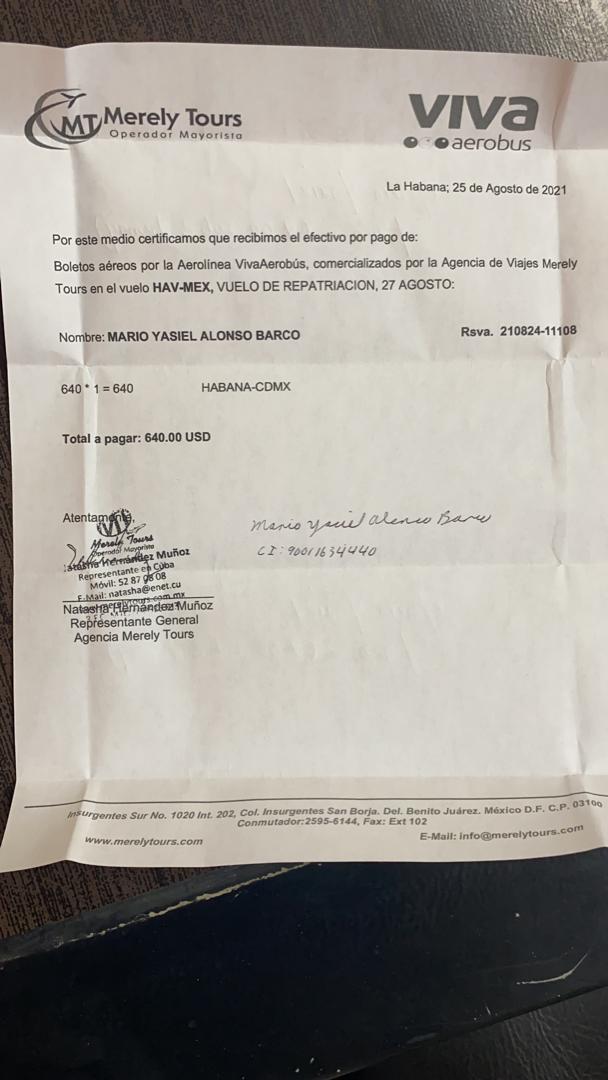 MT Merely Tours
Operador Mayorista
VIVa
aerobus
La Habana; 25 de Agosto de 2021
Por este medio certificamos que recibimos el efectivo por pago de:
Boletos aéreos por la Aerolínea VivaAerobús, comercializados por la Agencia de Viajes Merely
Tours en el vuelo HAV-MEX, VUELO DE REPATRIACION, 27 AGOSTO:
Nombre: MARIO YASIEL ALONSO BARCO
Rsva. 210824-11108
640 * 1 = 640 HABANA-CDMX
Total a pagar: 640.00 USD
Atentamente,
Merely Tours
Operador Mayorista
Natasha Hernández Muñoz
Representante en Cuba
Móvil: 52 87 08
E-Mail: natasha@enet.cu
Natasha Hernández Muñoz
Representante General
Agencia Merely Tours
Mario Yasiel Alonso Barco
CI: 90011634440
Insurgentes Sur No. 1020 Int. 202, Col. Insurgentes San Borja. Del. Benito Juárez. México D.F. C.P. 03100
Conmutador:2595-6144, Fax: Ext 102
www.merelytours.com
E-Mail: info@merelytours.com